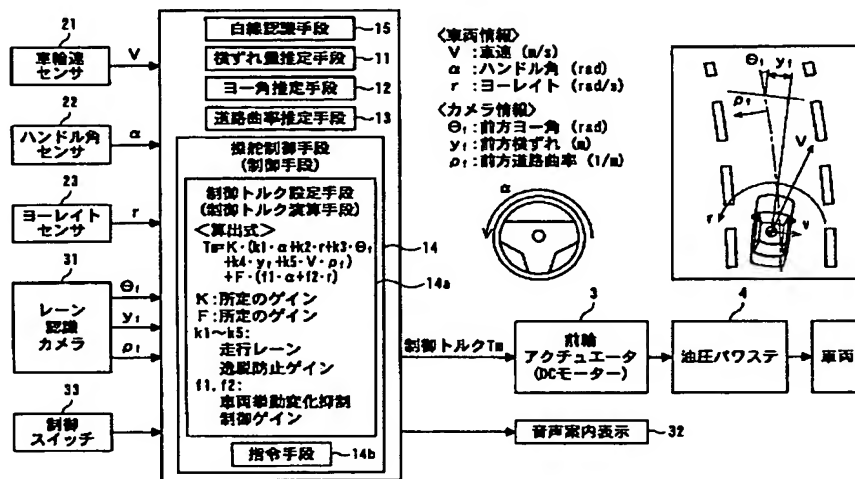 21
車輪速
センサ
V
22
ハンドル角
センサ
α
23
ヨーレイト
センサ
r
31
レーン
認識
カメラ
Θf
yf
ρf
33
制御
スイッチ
白線認識手段
15
横ずれ量推定手段
11
ヨー角推定手段
12
道路曲率推定手段
13
操舵制御手段
(制御手段)
制御トルク設定手段
(制御トルク演算手段)
<算出式>
Tm=K・(k1・α+k2・r+k3・Θf
+k4・yf+k5・V・ρf)
+F・(f1・α+f2・r)
K:所定のゲイン
F:所定のゲイン
k1~k5:
走行レーン
逸脱防止ゲイン
f1,f2:
車両挙動変化抑制
制御ゲイン
14
14a
指令手段
14b
<車両情報>
V :車速 (m/s)
α :ハンドル角 (rad)
r :ヨーレイト (rad/s)
<カメラ情報>
Θf:前方ヨー角 (rad)
yf:前方横ずれ (m)
ρf:前方道路曲率 (1/m)
α
Θf yf
ρf
V
r
v
制御トルクTm
3
前輪
アクチュエータ
(DCモーター)
4
油圧パワステ
車両
音声案内表示
32